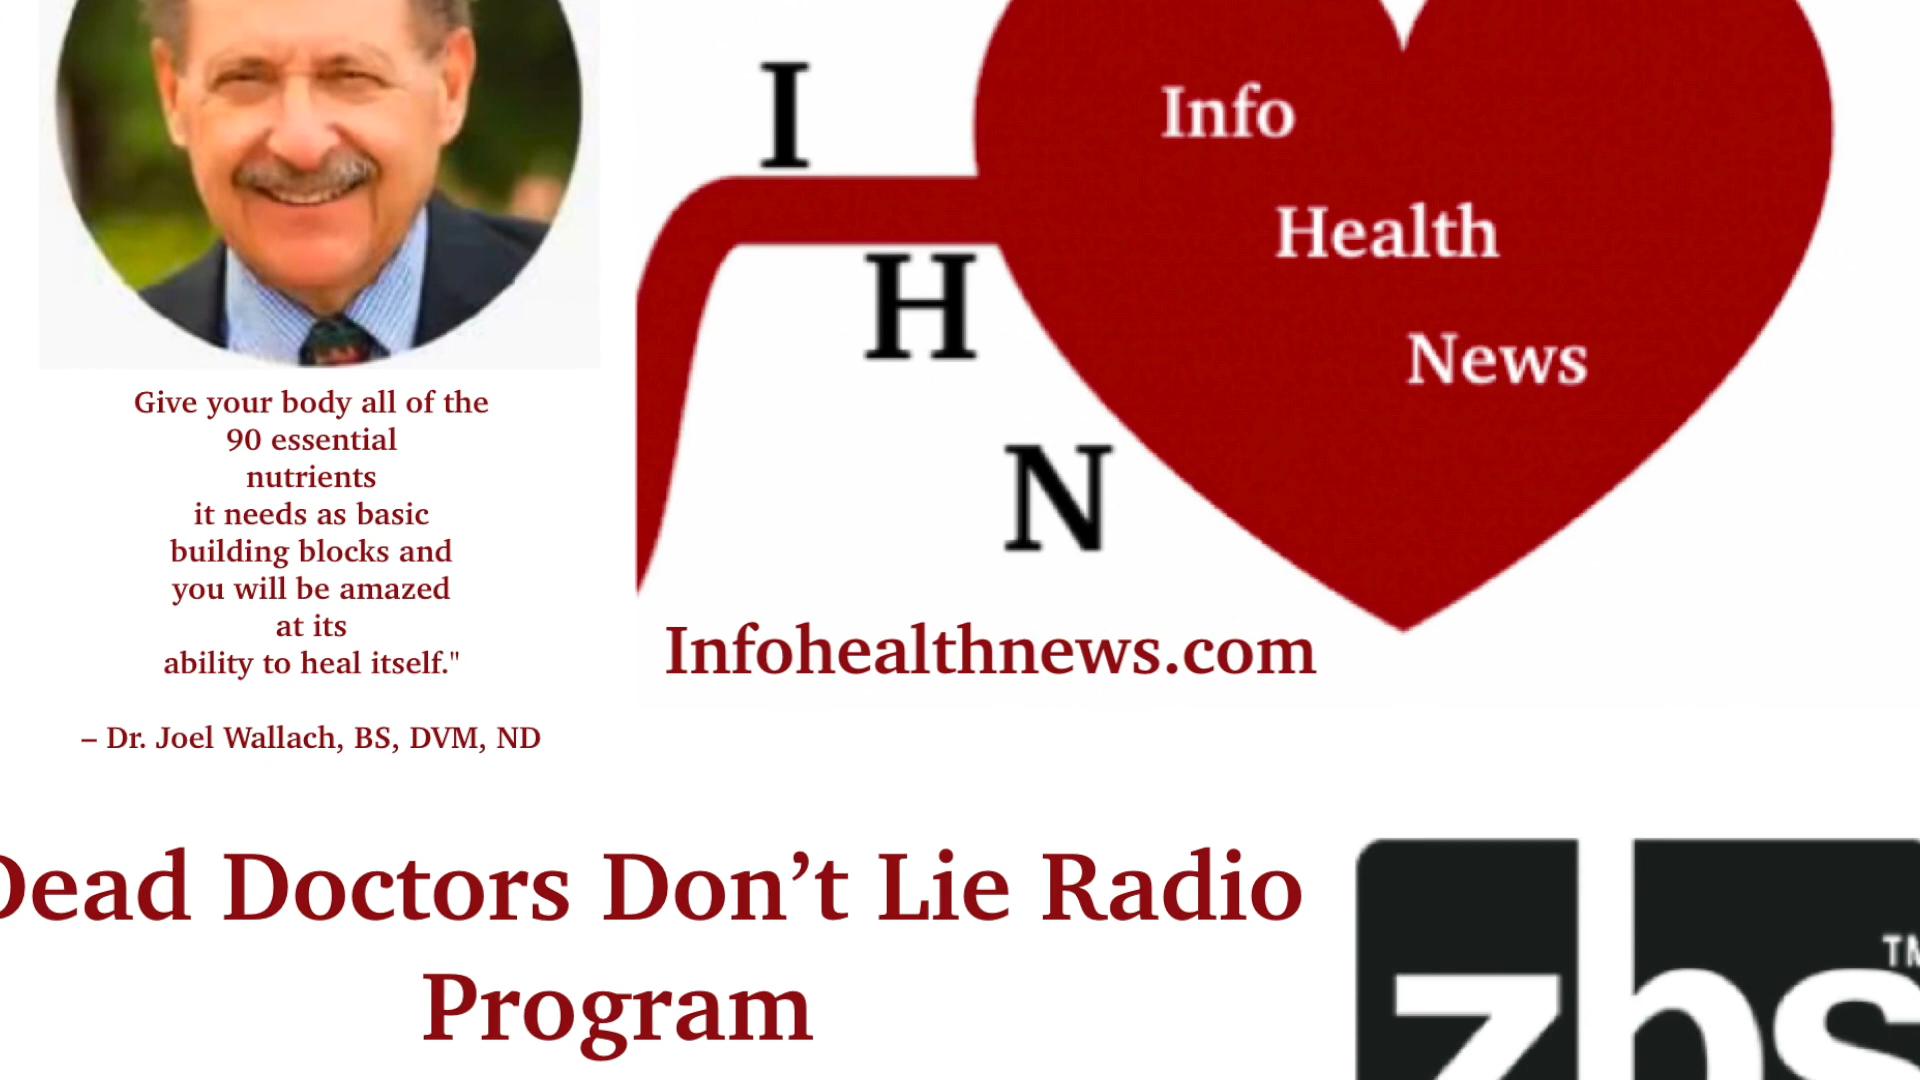 Give your body all of the
90 essential
nutrients
it needs as basic
building blocks and
you will be amazed
at its
ability to heal itself."
– Dr. Joel Wallach, BS, DVM, ND
I
H
N
Info
Health
News
Infohealthnews.com
Dead Doctors Don’t Lie Radio
Program
TM
zbs